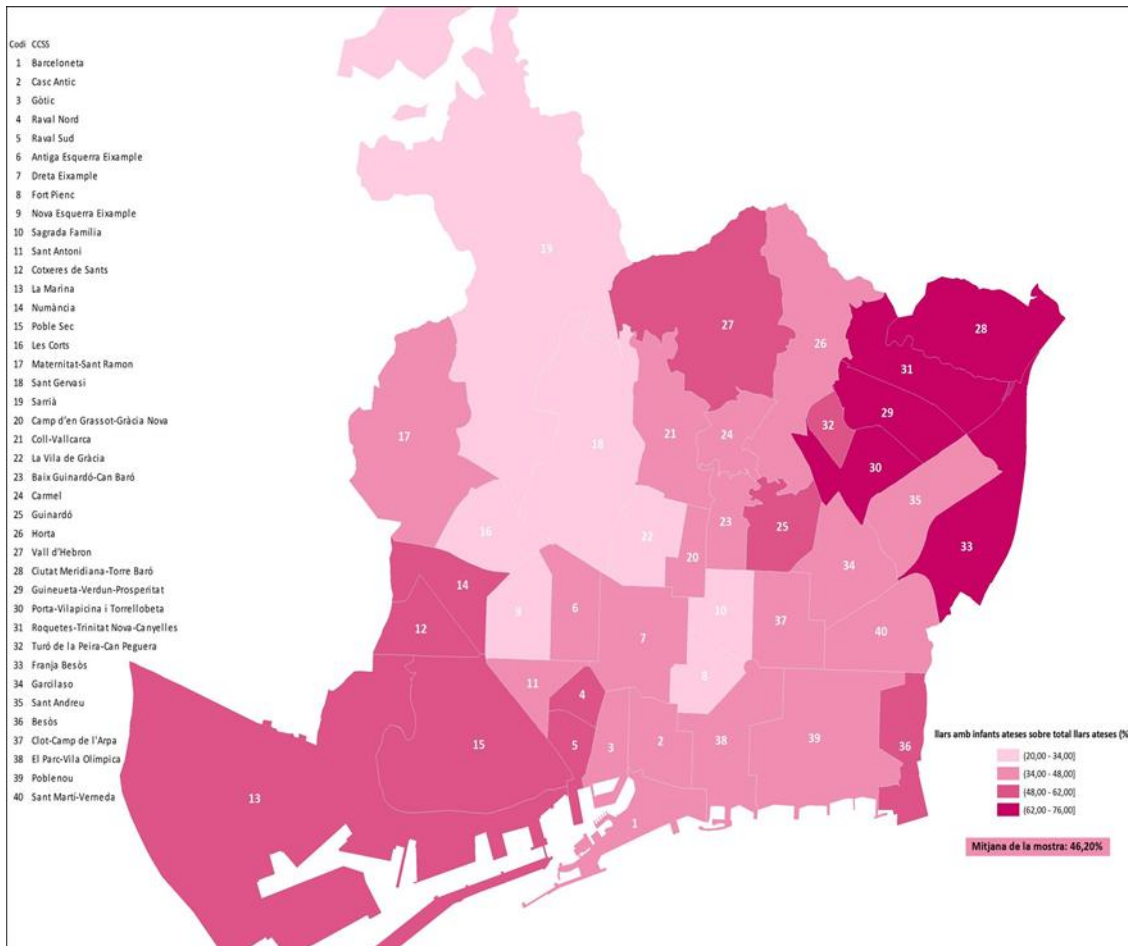 Codi CCSS
1 Barceloneta
2 Casc Antic
3 Gòtic
4 Raval Nord
5 Raval Sud
6 Antiga Esquerra Eixample
7 Dreta Eixample
8 Fort Pienc
9 Nova Esquerra Eixample
10 Sagrada Família
11 Sant Antoni
12 Cotxeres de Sants
13 La Marina
14 Numància
15 Poble Sec
16 Les Corts
17 Maternitat-Sant Ramon
18 Sant Gervasi
19 Sarrià
20 Camp d'en Grassot-Gràcia Nova
21 Coll-Vallcarca
22 La Vila de Gràcia
23 Baix Guinardó-Can Baró
24 Carmel
25 Guinardó
26 Horta
27 Vall d'Hebron
28 Ciutat Meridiana-Torre Baró
29 Guineueta-Verdun-Prosperitat
30 Porta-Vilapicina i Torrellobeta
31 Roquetes-Trinitat Nova-Canyelles
32 Turó de la Peira-Can Peguera
33 Franja Besòs
34 Garcilaso
35 Sant Andreu
36 Besòs
37 Clot-Camp de l'Arpa
38 El Parc-Vila Olímpica
39 Poblenou
40 Sant Martí-Verneda
19
27
28
26
31
29
32
17
21
24
18
30
35
23
25
16
22
20
33
34
14
9
6
10
12
37
40
7
11
8
4
15
5
3
2
38
39
36
13
1
llars amb infants ateses sobre total llars ateses (%
(20,00 - 34,00]
(34,00 - 48,00]
(48,00 - 62,00]
(62,00 - 76,00]
Mitjana de la mostra: 46,20%